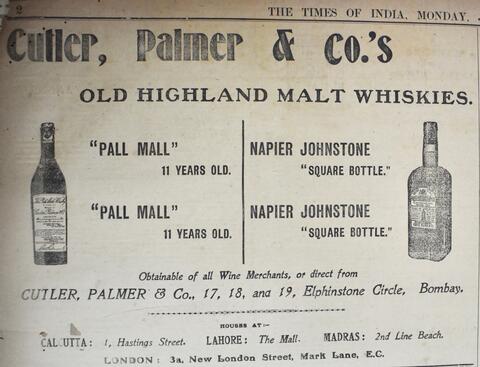 2
THE TIMES OF INDIA, MONDAY,
Cutler, Palmer & Co.'s
OLD HIGHLAND MALT WHISKIES.
"PALL MALL"
11 YEARS OLD.
"PALL MALL"
11 YEARS OLD.
NAPIER JOHNSTONE
"SQUARE BOTTLE."
NAPIER JOHNSTONE
"SQUARE BOTTLE."
Obtainable of all Wine Merchants, or direct from
CUTLER, PALMER & Co., 17, 18, and 19, Elphinstone Circle, Bombay.
HOUSES AT:—
CALCUTTA: 1, Hastings Street. LAHORE: The Mall. MADRAS: 2nd Line Beach.
LONDON: 3a, New London Street, Mark Lane, E.C.